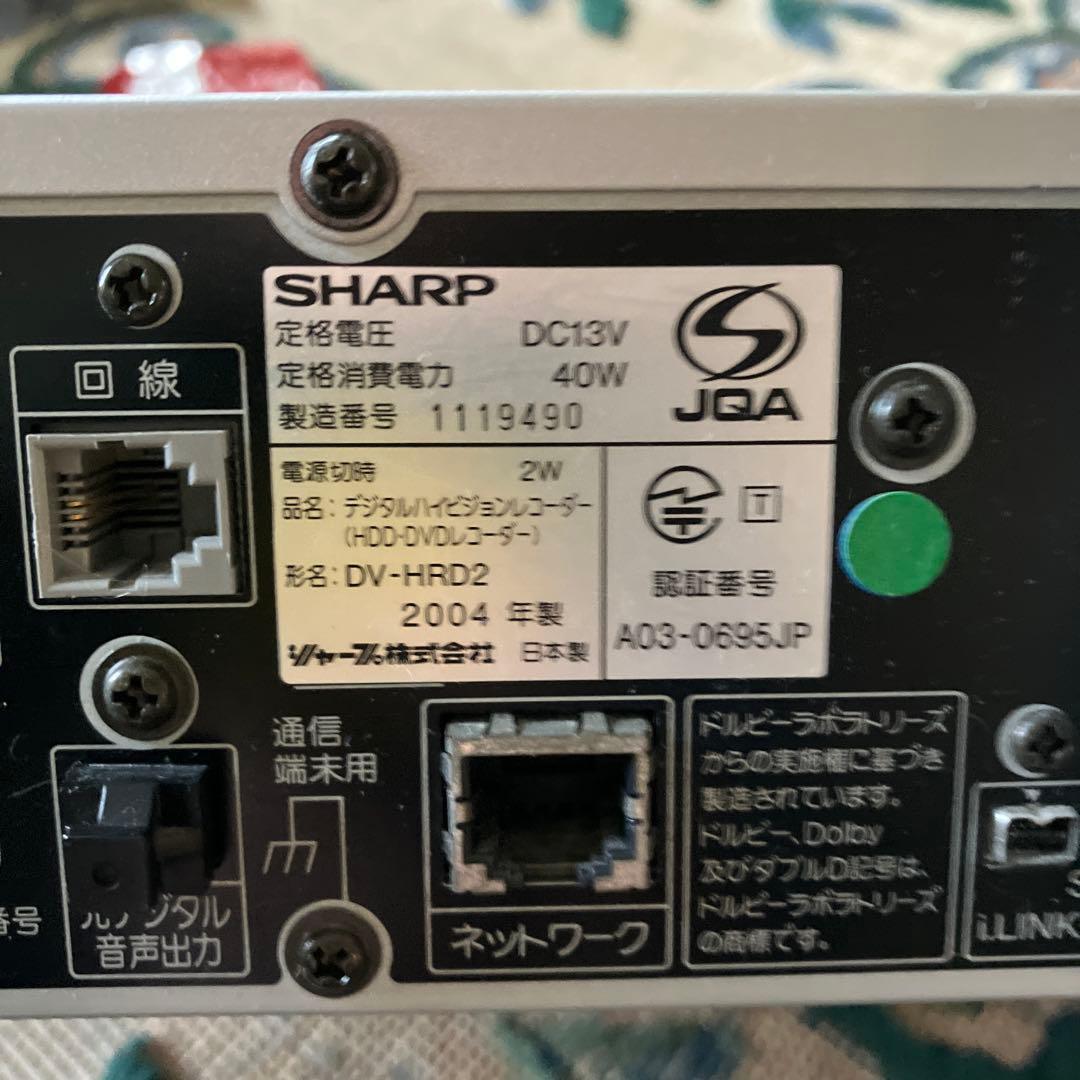 SHARP
定格電圧 DC13V
定格消費電力 40W
製造番号 1119490
JQA
電源切時 2W
品名:デジタルハイビジョンレコーダー
(HDD・DVDレコーダー)
形名:DV-HRD2
2004 年製
シャープ株式会社 日本製
T
認証番号
A03-0695JP
回線
通信
端末用
デジタル
音声出力
番号
ネットワーク
ドルビーラボラトリーズ
からの実施権に基づき
製造されています。
ドルビー、Dolby
及びダブルD記号は、
ドルビーラボラトリーズ
の商標です。
S
i.LINK